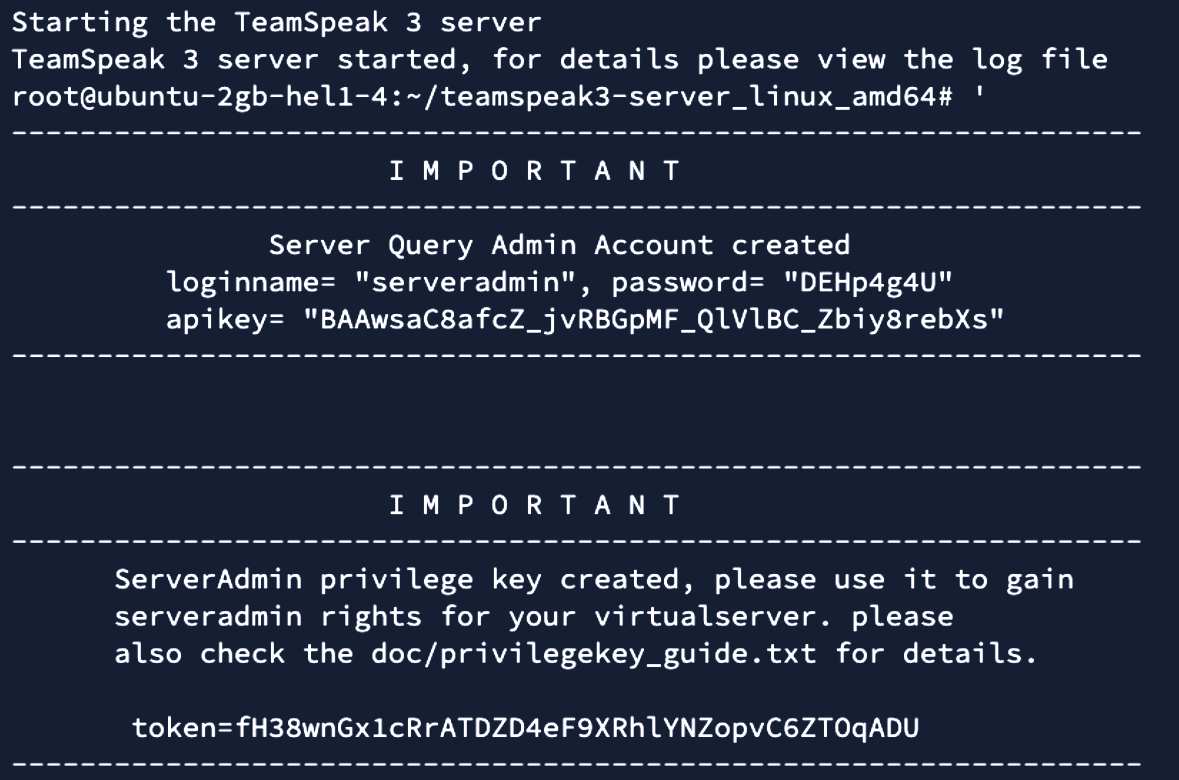 Starting the TeamSpeak 3 server
TeamSpeak 3 server started, for details please view the log file
root@ubuntu-2gb-hel1-4:~/teamspeak3-server_linux_amd64# '
------------------------------------------------------------------
I M P O R T A N T
------------------------------------------------------------------
Server Query Admin Account created
loginname= "serveradmin", password= "DEHp4g4U"
apikey= "BAAwsaC8afcZ_jvRBGpMF_QlVlBC_Zbiy8rebXs"
------------------------------------------------------------------
------------------------------------------------------------------
I M P O R T A N T
------------------------------------------------------------------
ServerAdmin privilege key created, please use it to gain
serveradmin rights for your virtualserver. please
also check the doc/privilegekey_guide.txt for details.
token=fH38wnGx1cRrATDZD4eF9XRhlYNZopvC6ZTOqADU
------------------------------------------------------------------